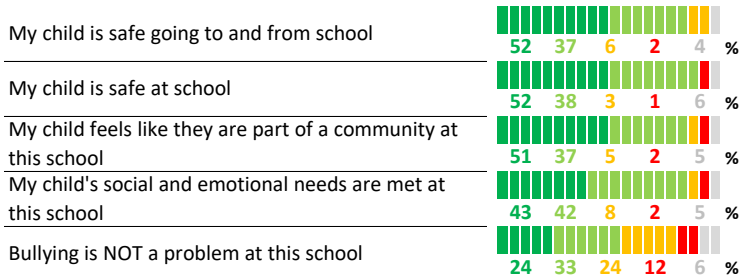 My child is safe going to and from school
52 37 6 2 4 %
My child is safe at school
52 38 3 1 6 %
My child feels like they are part of a community at
this school
51 37 5 2 5 %
My child's social and emotional needs are met at
this school
43 42 8 2 5 %
Bullying is NOT a problem at this school
24 33 24 12 6 %